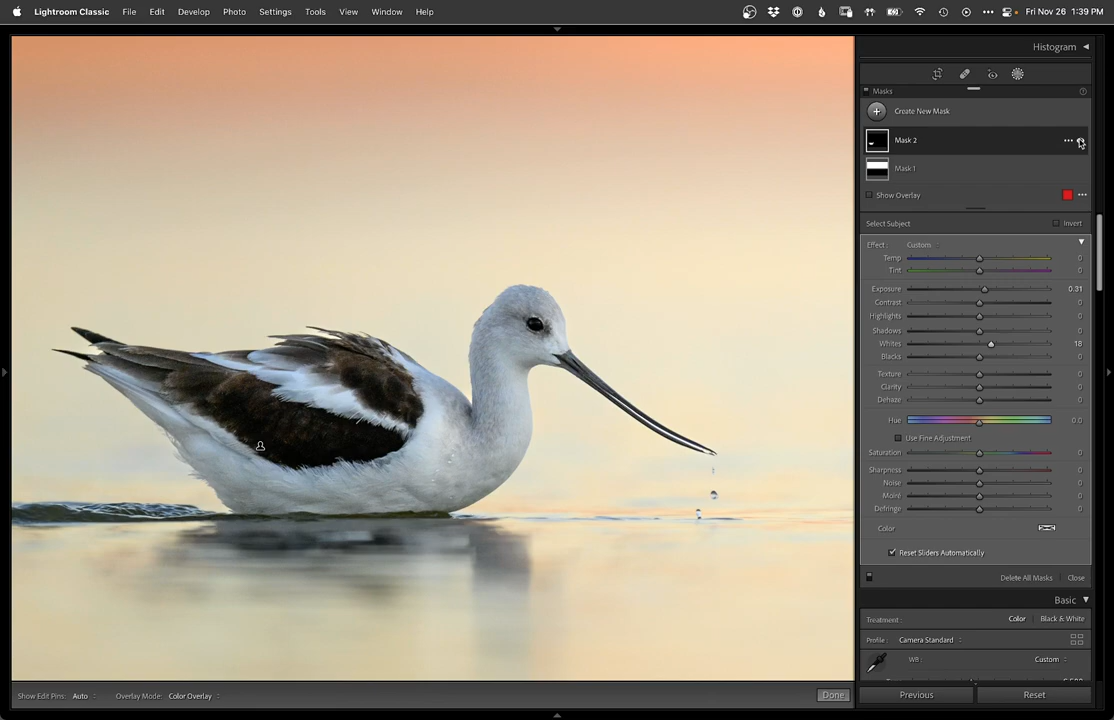 Lightroom Classic File Edit Develop Photo Settings Tools View Window Help Fri Nov 26 1:39 PM
Histogram
Masks
Create New Mask
Mask 2
Mask 1
Show Overlay
Select Subject Invert
Effect : Custom
Temp 0
Tint 0
Exposure 0.31
Contrast 0
Highlights 0
Shadows 0
Whites 18
Blacks 0
Texture 0
Clarity 0
Dehaze 0
Hue 0.0
Use Fine Adjustment
Saturation 0
Sharpness 0
Noise 0
Moiré 0
Defringe 0
Color
Reset Sliders Automatically
Delete All Masks Close
Basic
Treatment : Color Black & White
Profile : Camera Standard
WB : Custom
Show Edit Pins: Auto Overlay Mode: Color Overlay Done Previous Reset